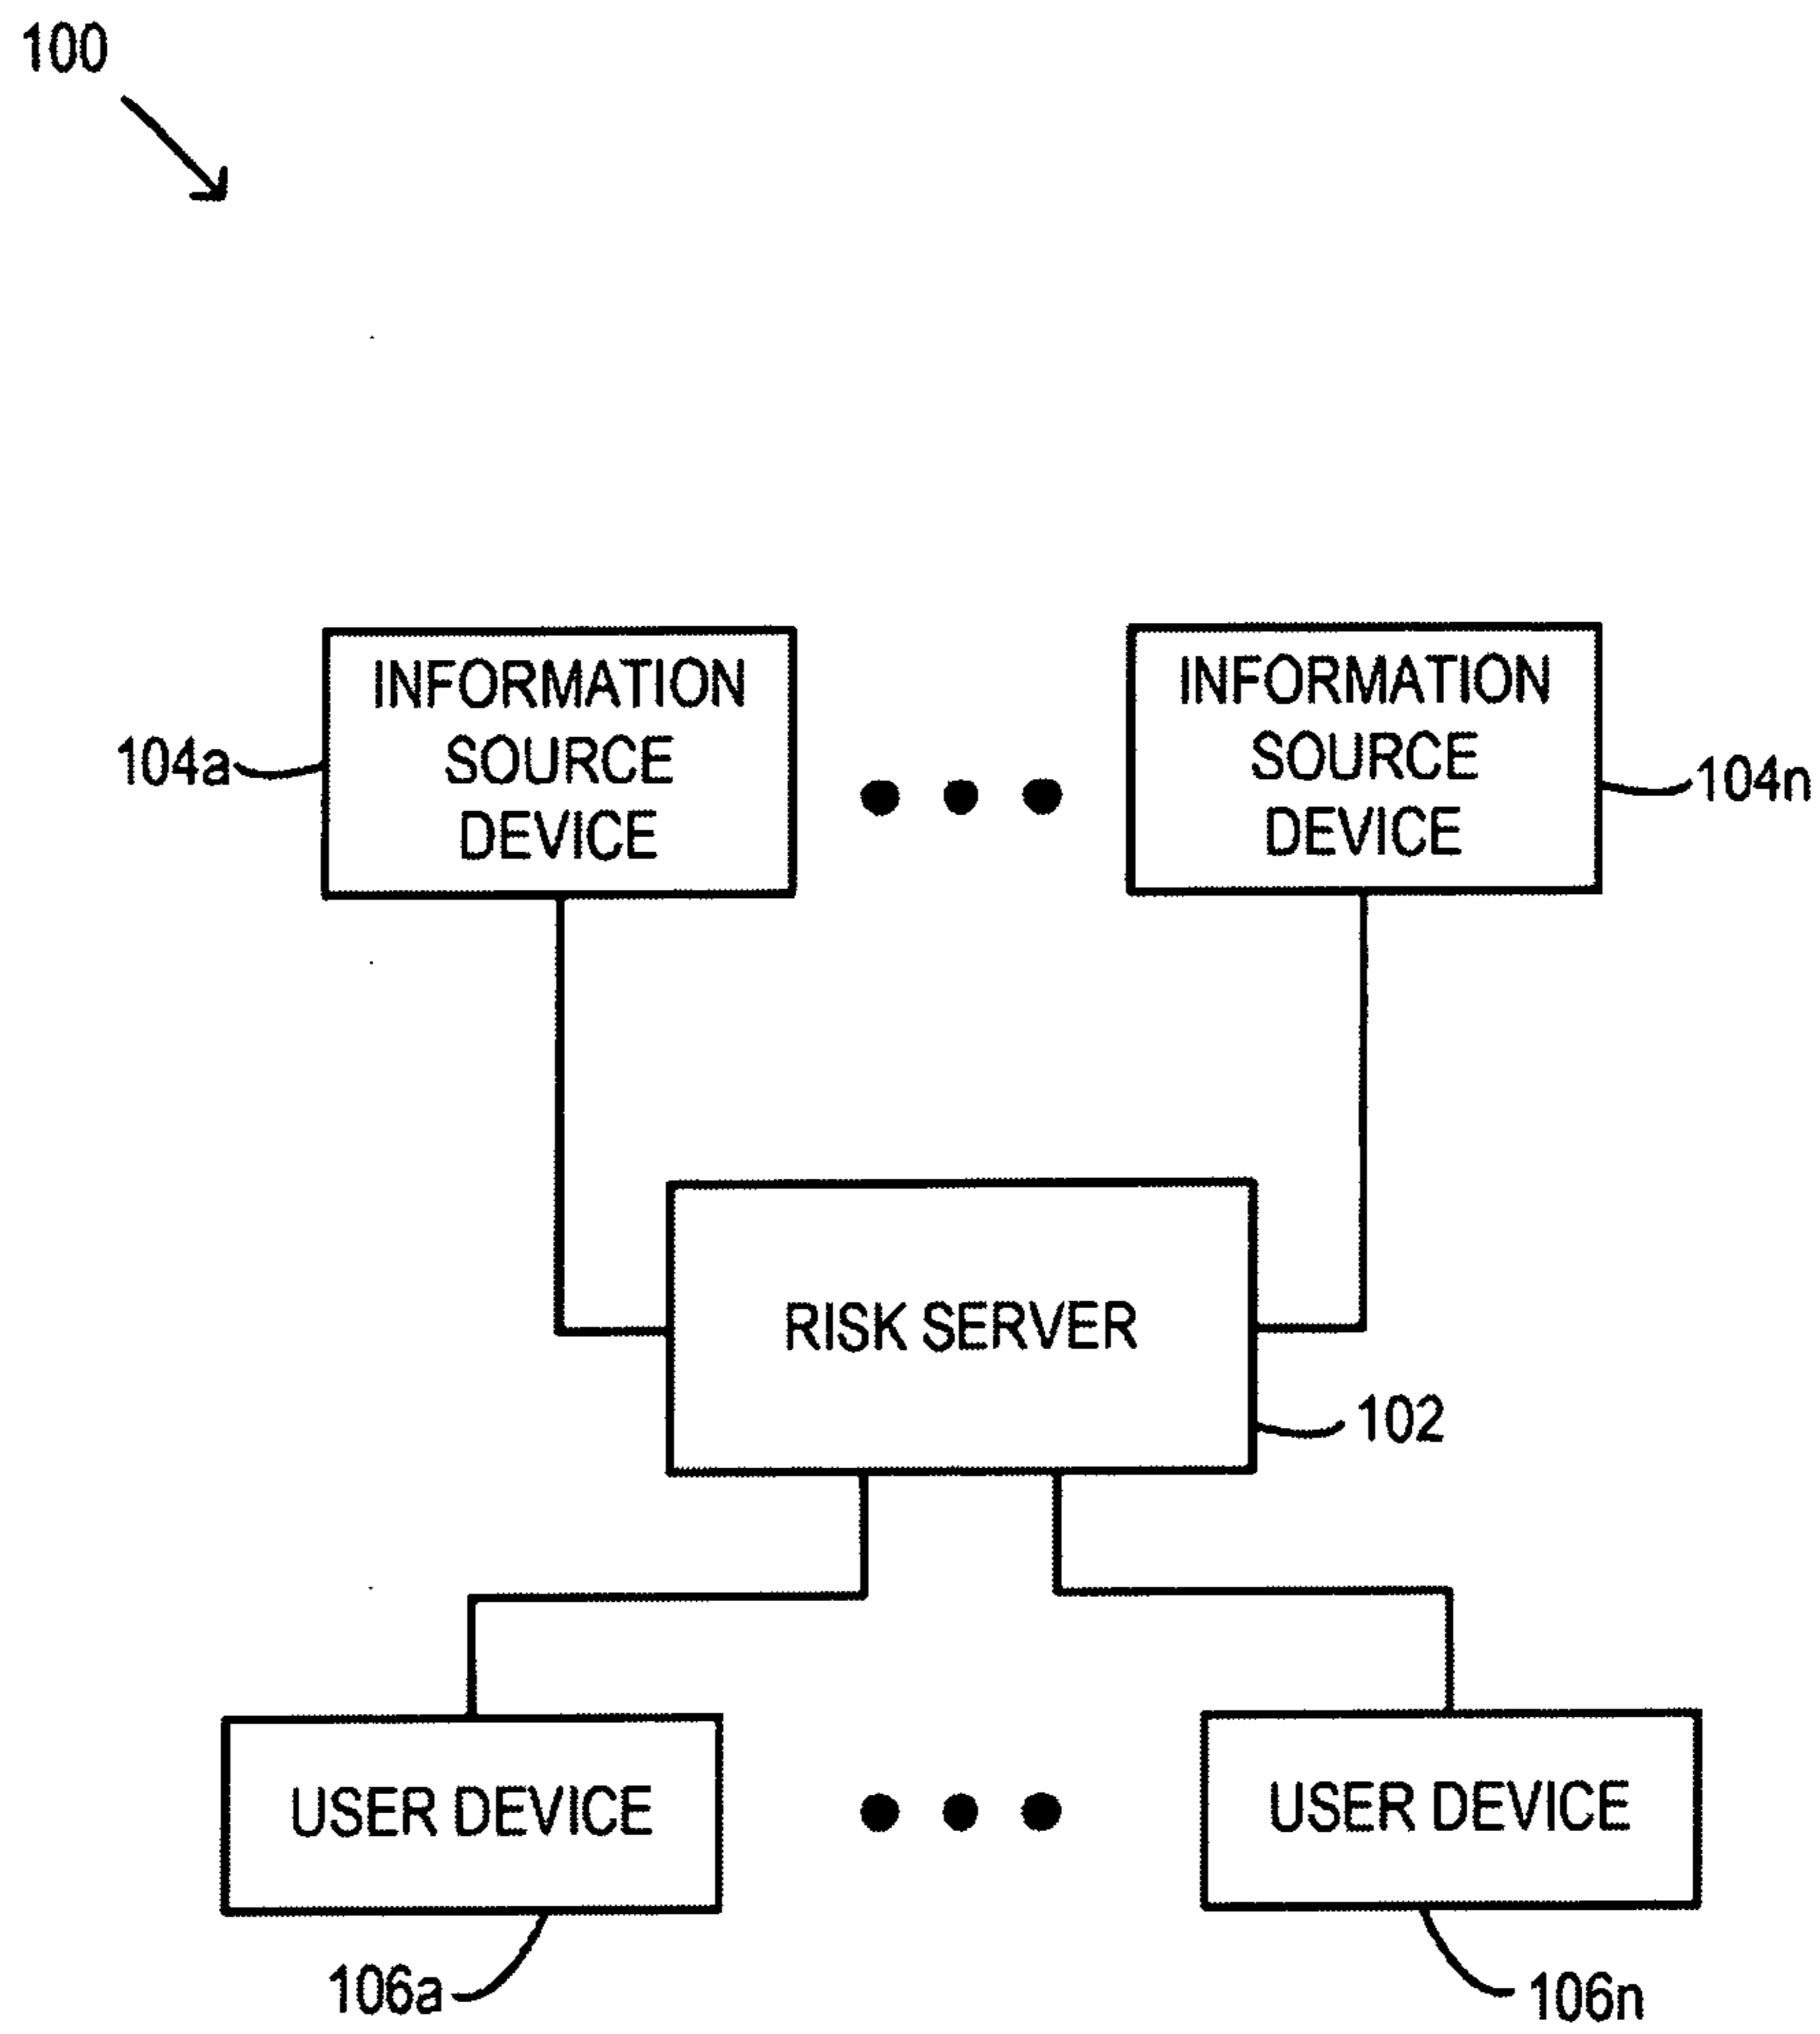 100
INFORMATION
SOURCE
DEVICE
INFORMATION
SOURCE
DEVICE
104a
104n
RISK SERVER
102
USER DEVICE
USER DEVICE
106a
106n